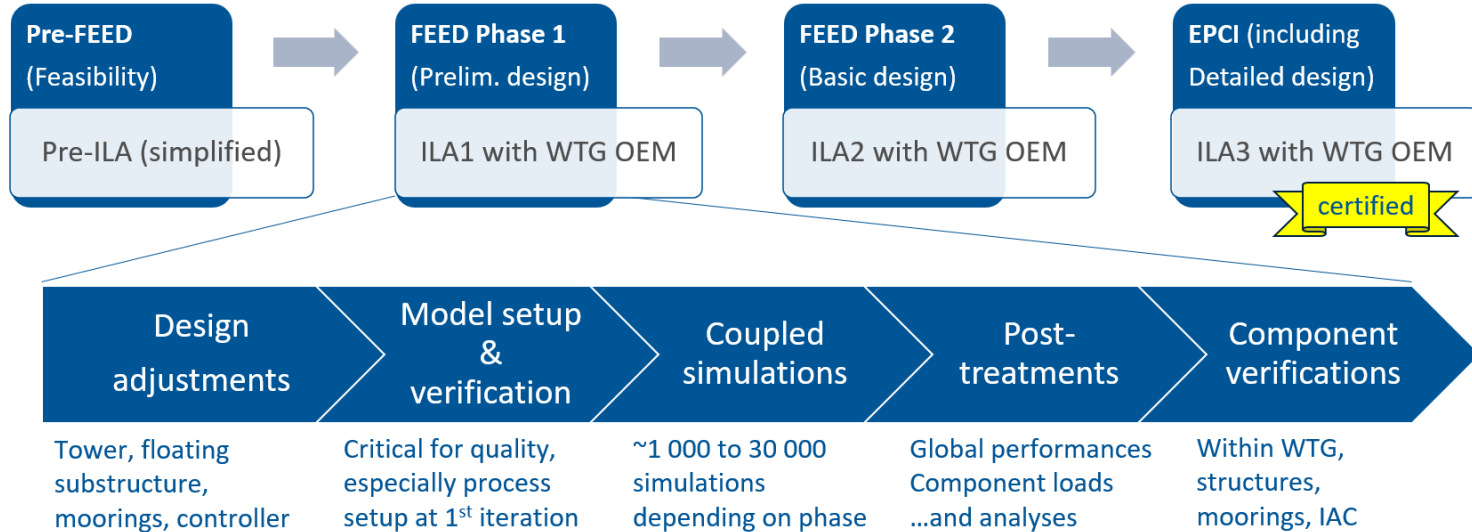 Pre-FEED
(Feasibility)
Pre-ILA (simplified)
FEED Phase 1
(Prelim. design)
ILA1 with WTG OEM
FEED Phase 2
(Basic design)
ILA2 with WTG OEM
EPCI (including
Detailed design)
ILA3 with WTG OEM
certified
Design
adjustments
Model setup
&
verification
Coupled
simulations
Post-
treatments
Component
verifications
Tower, floating
substructure,
moorings, controller
Critical for quality,
especially process
setup at 1st iteration
~1 000 to 30 000
simulations
depending on phase
Global performances
Component loads
...and analyses
Within WTG,
structures,
moorings, IAC